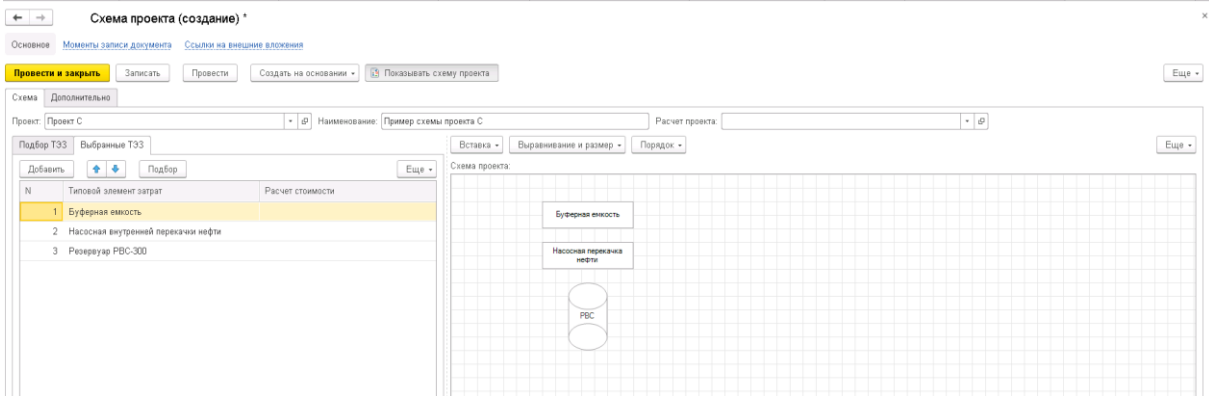 Схема проекта (создание) *
Основное Моменты записи документа Ссылки на внешние вложения
Провести и закрыть Записать Провести Создать на основании Показывать схему проекта Еще
Схема Дополнительно
Проект: Проект С Наименование: Пример схемы проекта С Расчет проекта:
Подбор ТЭЗ Выбранные ТЭЗ Вставка Выравнивание и размер Порядок Еще
Добавить Подбор Еще
Схема проекта:
N Типовой элемент затрат Расчет стоимости
1 Буферная емкость
2 Насосная внутренней перекачки нефти
3 Резервуар РВС-300
Буферная емкость
Насосная перекачка
нефти
РВС